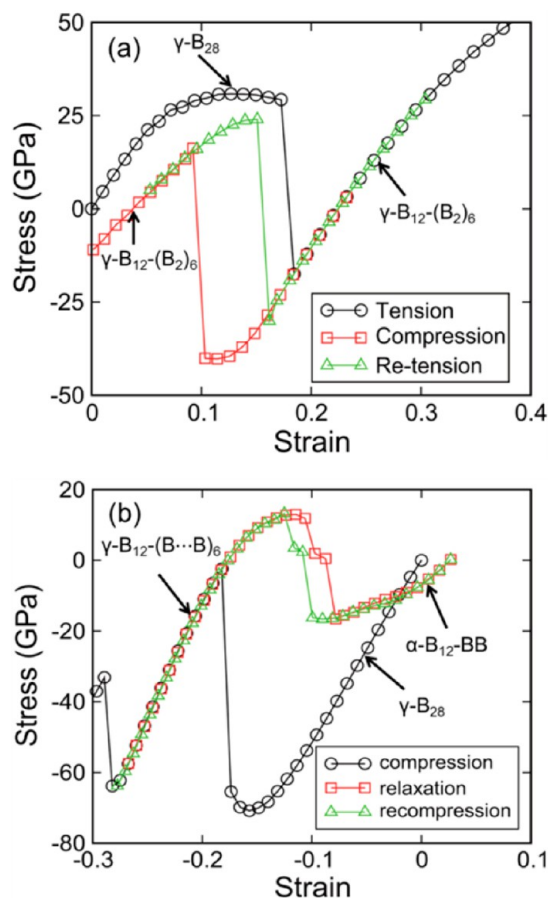 (a)
γ-B28
50
25
0
-25
-50
Stress (GPa)
γ-B12-(B2)6
γ-B12-(B2)6
Tension
Compression
Re-tension
0 0.1 0.2 0.3 0.4
Strain
(b)
20
0
-20
-40
-60
-80
Stress (GPa)
γ-B12-(B···B)6
α-B12-BB
γ-B28
compression
relaxation
recompression
-0.3 -0.2 -0.1 0 0.1
Strain